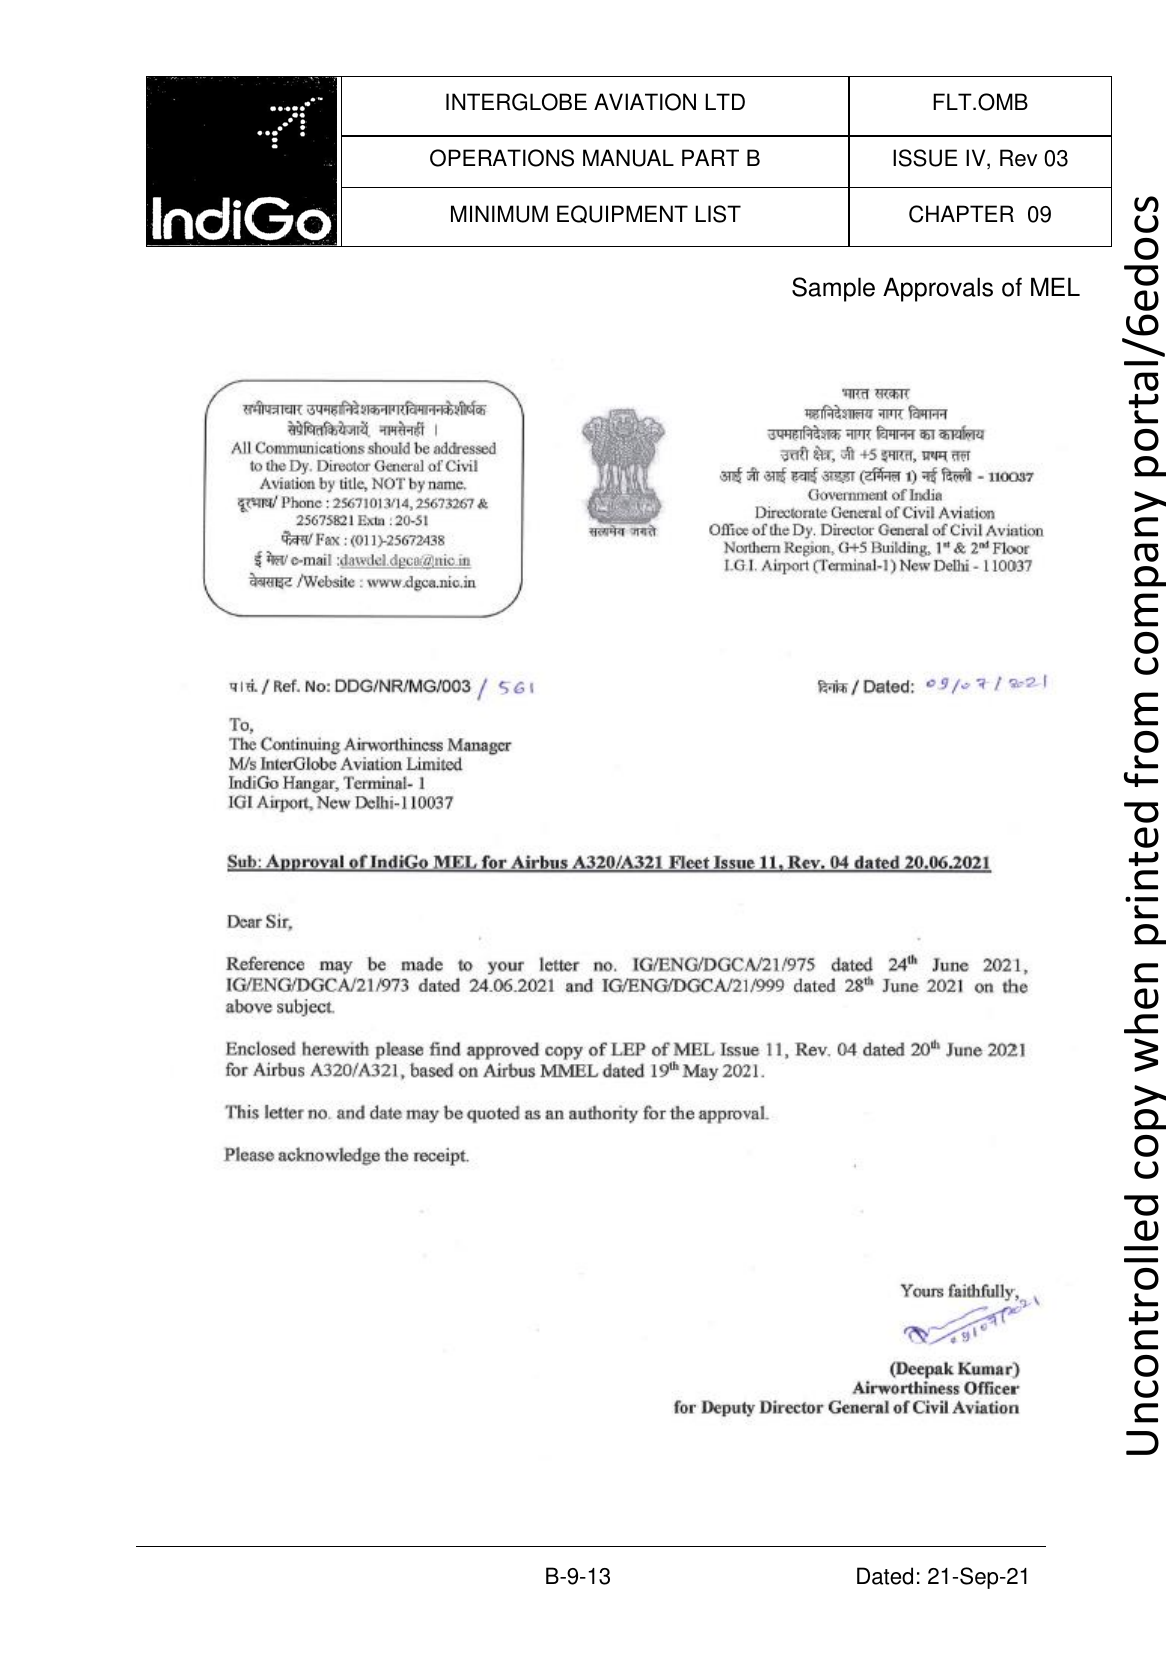 IndiGo
INTERGLOBE AVIATION LTD
FLT.OMB
OPERATIONS MANUAL PART B
ISSUE IV, Rev 03
MINIMUM EQUIPMENT LIST
CHAPTER 09
Sample Approvals of MEL
सभीपत्राचार उपमहानिदेशकनागरविमाननकेशीर्षक
सेप्रेषितकियेजायें, नामसेनहीं ।
All Communications should be addressed
to the Dy. Director General of Civil
Aviation by title, NOT by name.
दूरभाष/ Phone : 25671013/14, 25673267 &
25675821 Extn : 20-51
फैक्स/ Fax : (011)-25672438
ई मेल/ e-mail :dawdel.dgca@nic.in
वेबसाइट /Website : www.dgca.nic.in
सत्यमेव जयते
भारत सरकार
महानिदेशालय नागर विमानन
उपमहानिदेशक नागर विमानन का कार्यालय
उत्तरी क्षेत्र, जी +5 इमारत, प्रथम तल
आई जी आई हवाई अड्डा (टर्मिनल 1) नई दिल्ली - 110037
Government of India
Directorate General of Civil Aviation
Office of the Dy. Director General of Civil Aviation
Northern Region, G+5 Building, 1st & 2nd Floor
I.G.I. Airport (Terminal-1) New Delhi - 110037
प।सं. / Ref. No: DDG/NR/MG/003 / 561
दिनांक / Dated: 09/07/2021
To,
The Continuing Airworthiness Manager
M/s InterGlobe Aviation Limited
IndiGo Hangar, Terminal- 1
IGI Airport, New Delhi-110037
Sub: Approval of IndiGo MEL for Airbus A320/A321 Fleet Issue 11, Rev. 04 dated 20.06.2021
Dear Sir,
Reference may be made to your letter no. IG/ENG/DGCA/21/975 dated 24th June 2021,
IG/ENG/DGCA/21/973 dated 24.06.2021 and IG/ENG/DGCA/21/999 dated 28th June 2021 on the
above subject.
Enclosed herewith please find approved copy of LEP of MEL Issue 11, Rev. 04 dated 20th June 2021
for Airbus A320/A321, based on Airbus MMEL dated 19th May 2021.
This letter no. and date may be quoted as an authority for the approval.
Please acknowledge the receipt.
Yours faithfully,
09/07/2021
(Deepak Kumar)
Airworthiness Officer
for Deputy Director General of Civil Aviation
B-9-13
Dated: 21-Sep-21
Uncontrolled copy when printed from company portal/6edocs